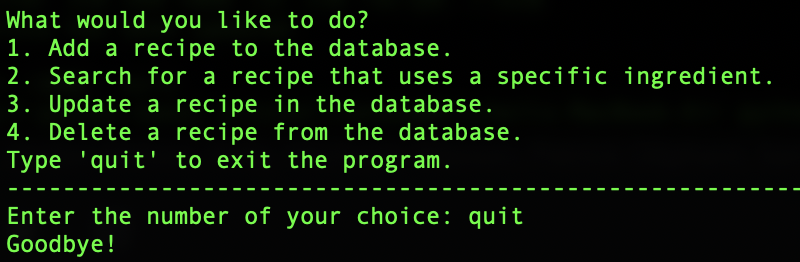 What would you like to do?
1. Add a recipe to the database.
2. Search for a recipe that uses a specific ingredient.
3. Update a recipe in the database.
4. Delete a recipe from the database.
Type 'quit' to exit the program.
---------------------------------------------------------
Enter the number of your choice: quit
Goodbye!